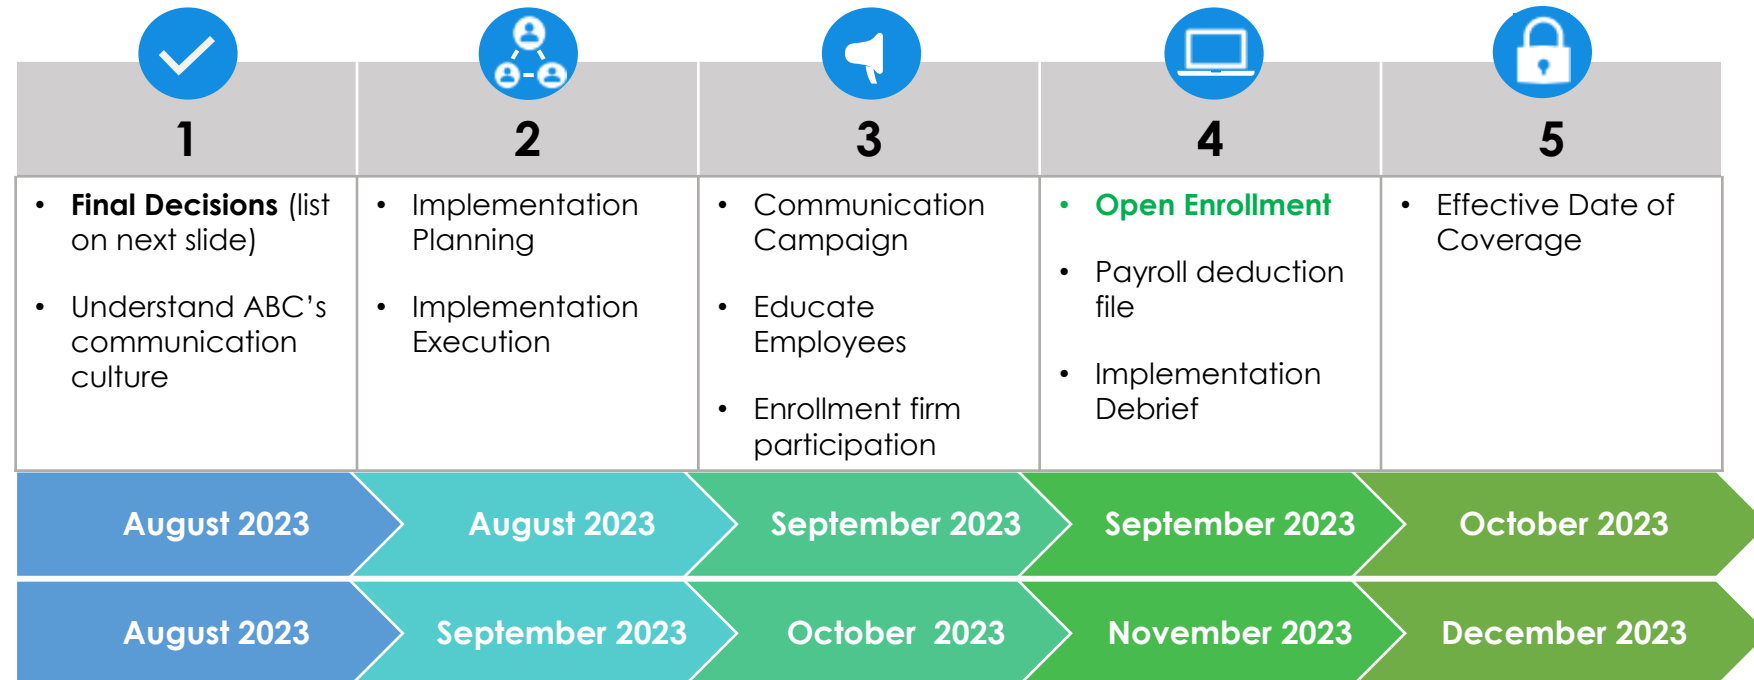 1
2
3
4
5
• Final Decisions (list
on next slide)
• Understand ABC’s
communication
culture
• Implementation
Planning
• Implementation
Execution
• Communication
Campaign
• Educate
Employees
• Enrollment firm
participation
• Open Enrollment
• Payroll deduction
file
• Implementation
Debrief
• Effective Date of
Coverage
August 2023
August 2023
September 2023
September 2023
October 2023
August 2023
September 2023
October 2023
November 2023
December 2023